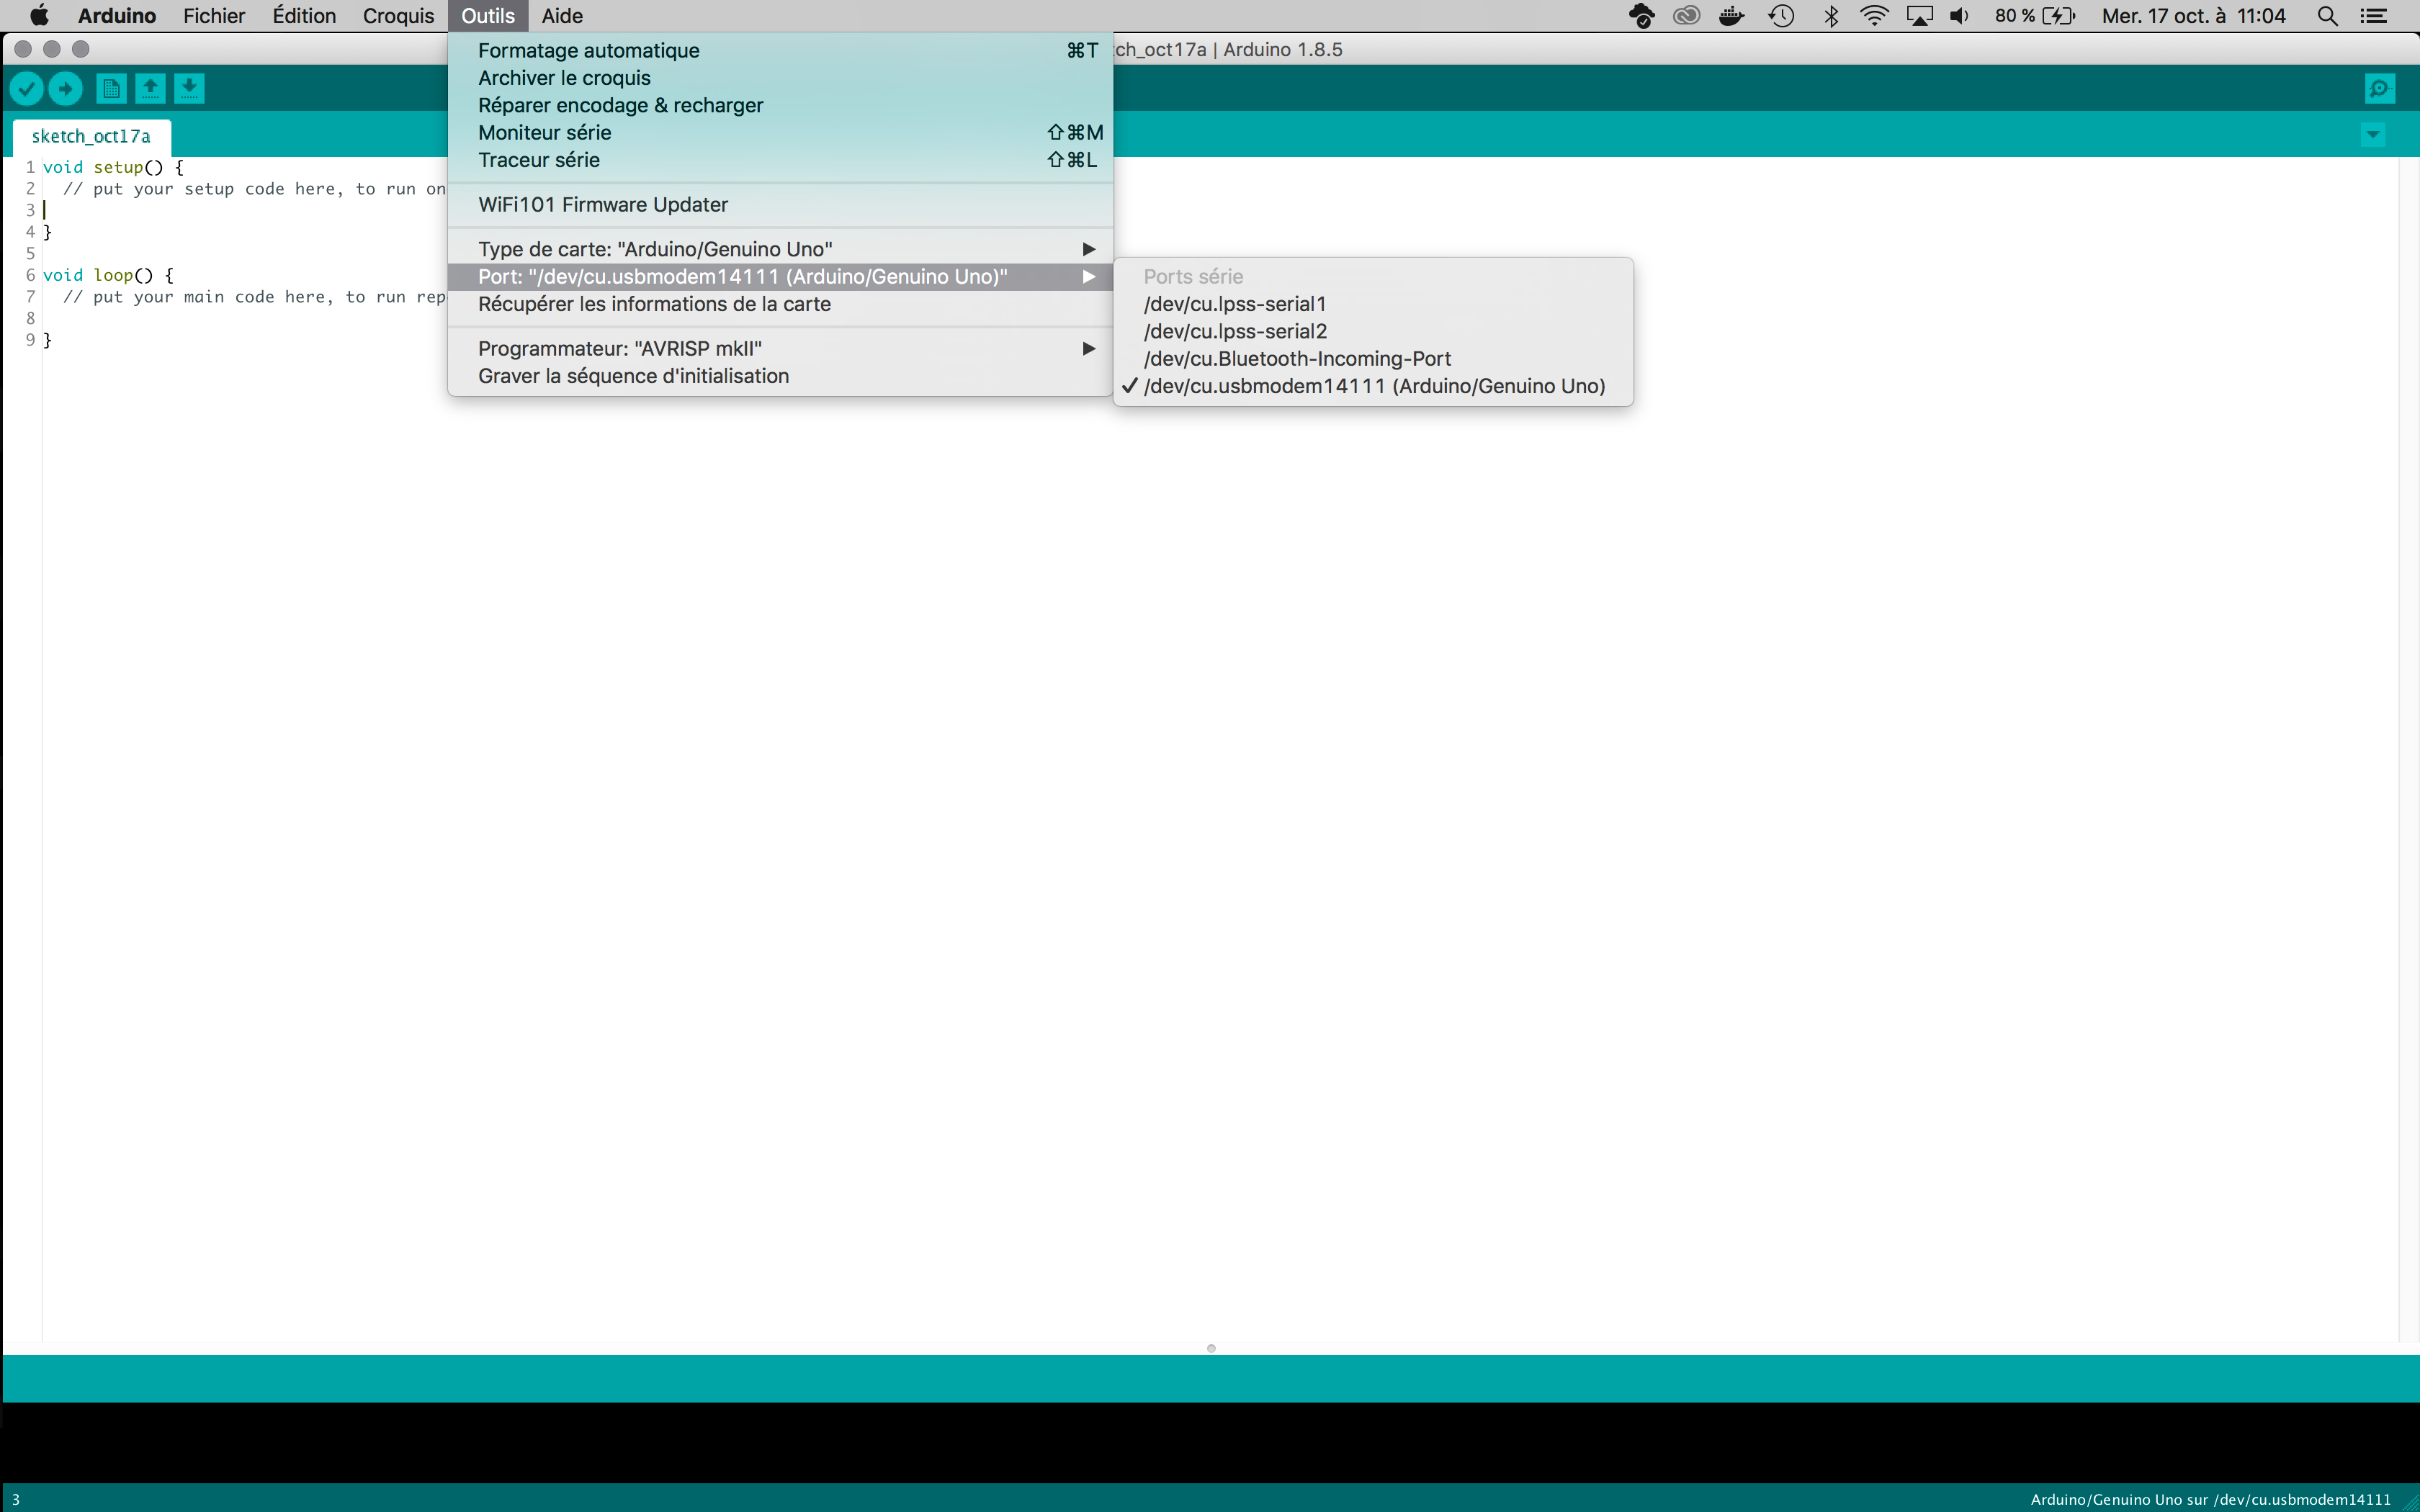 Arduino Fichier Édition Croquis Outils Aide 80 % Mer. 17 oct. à 11:04
ch_oct17a | Arduino 1.8.5
Formatage automatique ⌘T
Archiver le croquis
Réparer encodage & recharger
Moniteur série ⇧⌘M
Traceur série ⇧⌘L
WiFi101 Firmware Updater
Type de carte: "Arduino/Genuino Uno" ▶
Port: "/dev/cu.usbmodem14111 (Arduino/Genuino Uno)" ▶
Récupérer les informations de la carte
Programmateur: "AVRISP mkII" ▶
Graver la séquence d'initialisation
Ports série
/dev/cu.lpss-serial1
/dev/cu.lpss-serial2
/dev/cu.Bluetooth-Incoming-Port
✓ /dev/cu.usbmodem14111 (Arduino/Genuino Uno)
sketch_oct17a
1 void setup() {
2 // put your setup code here, to run on
3
4 }
5
6 void loop() {
7 // put your main code here, to run rep
8
9 }
3
Arduino/Genuino Uno sur /dev/cu.usbmodem14111